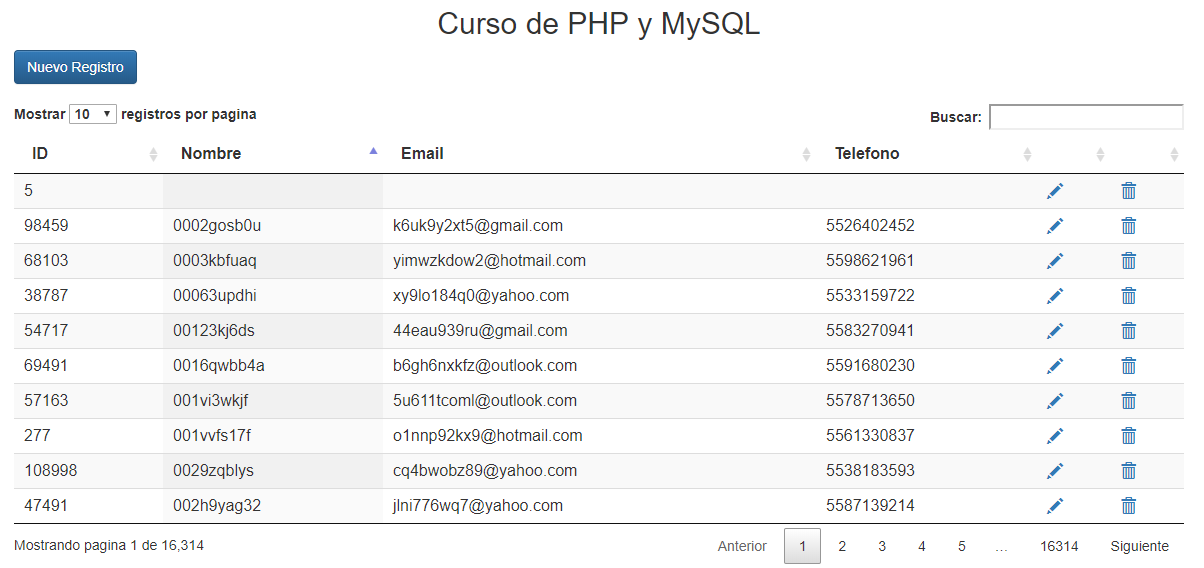 Curso de PHP y MySQL
Nuevo Registro
Mostrar 10 registros por pagina
Buscar:
ID Nombre Email Telefono
5
98459 0002gosb0u k6uk9y2xt5@gmail.com 5526402452
68103 0003kbfuaq yimwzkdow2@hotmail.com 5598621961
38787 00063updhi xy9lo184q0@yahoo.com 5533159722
54717 00123kj6ds 44eau939ru@gmail.com 5583270941
69491 0016qwbb4a b6gh6nxkfz@outlook.com 5591680230
57163 001vi3wkjf 5u611tcoml@outlook.com 5578713650
277 001vvfs17f o1nnp92kx9@hotmail.com 5561330837
108998 0029zqblys cq4bwobz89@yahoo.com 5538183593
47491 002h9yag32 jlni776wq7@yahoo.com 5587139214
Mostrando pagina 1 de 16,314
Anterior 1 2 3 4 5 … 16314 Siguiente